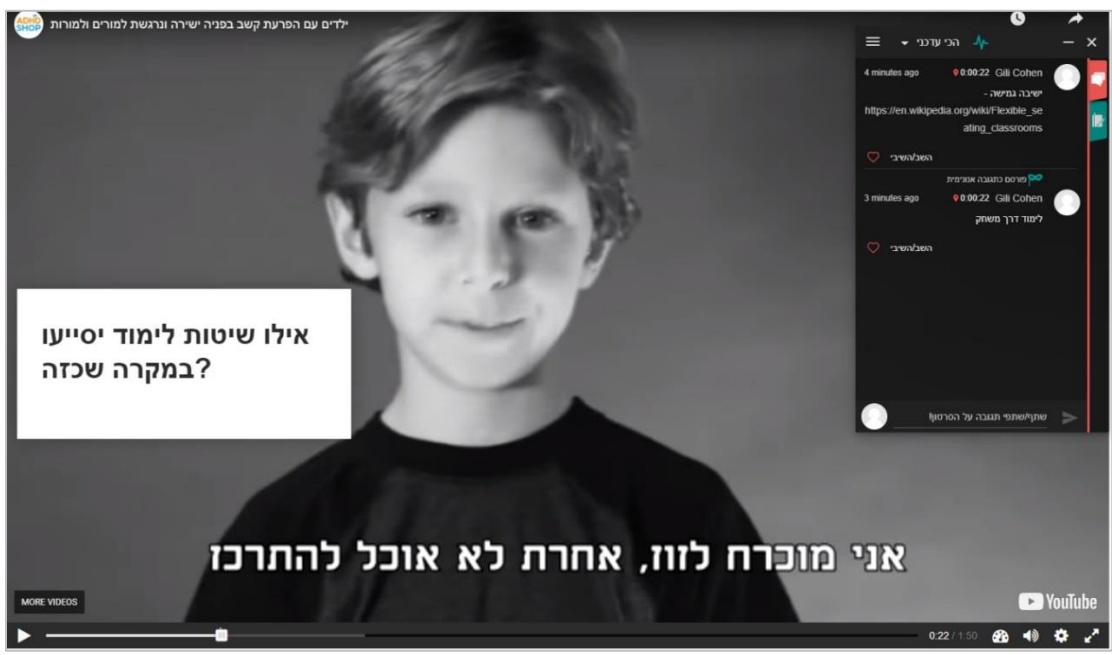 ADHD
SHOP
ילדים עם הפרעת קשב בפניה ישירה ונרגשת למורים ולמורות
הכי עדכני
4 minutes ago 0:00:22 Gili Cohen
ישיבה גמישה -
https://en.wikipedia.org/wiki/Flexible_se
ating_classrooms
השב/השיבי
פורסם כתגובה אנונימית
3 minutes ago 0:00:22 Gili Cohen
לימוד דרך משחק
השב/השיבי
שתף/שתפי תגובה על הסרטון!
אילו שיטות לימוד יסייעו
במקרה שכזה?
אני מוכרח לזוז, אחרת לא אוכל להתרכז
MORE VIDEOS
YouTube
0:22 / 1:50